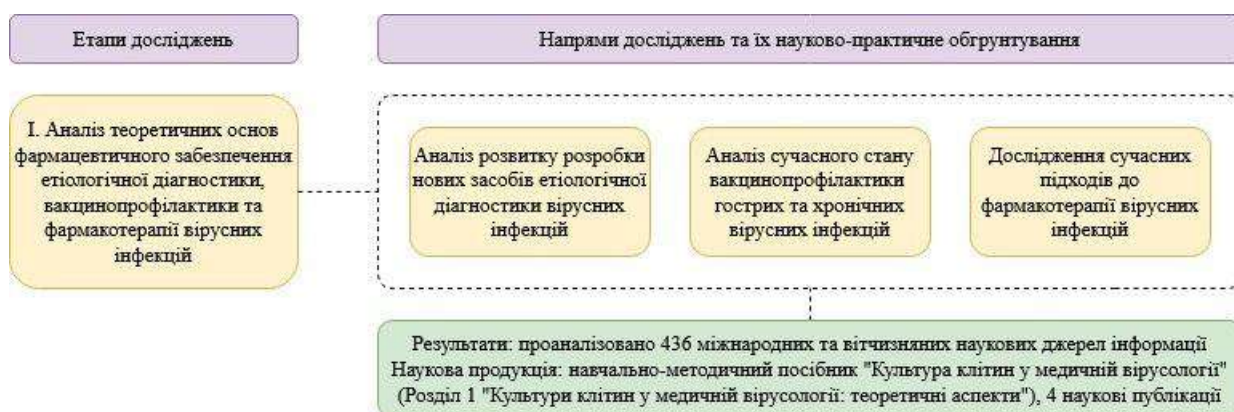 Етапи досліджень
Напрями досліджень та їх науково-практичне обгрунтування
І. Аналіз теоретичних основ
фармацевтичного забезпечення
етіологічної діагностики,
вакцинопрофілактики та
фармакотерапії вірусних
інфекцій
Аналіз розвитку розробки
нових засобів етіологічної
діагностики вірусних
інфекцій
Аналіз сучасного стану
вакцинопрофілактики
гострих та хронічних
вірусних інфекцій
Дослідження сучасних
підходів до
фармакотерапії вірусних
інфекцій
Результати: проаналізовано 436 міжнародних та вітчизняних наукових джерел інформації
Наукова продукція: навчально-методичний посібник "Культура клітин у медичній вірусології"
(Розділ 1 "Культури клітин у медичній вірусології: теоретичні аспекти"), 4 наукові публікації